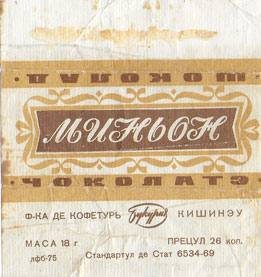 ШОКОЛАД
МИНЬОН
ЧОКОЛАТЭ
Ф-КА ДЕ КОФЕТУРЬ Букурия КИШИНЭУ
МАСА 18 г ПРЕЦУЛ 26 коп.
лфб-75 Стандартул де Стат 6534-69